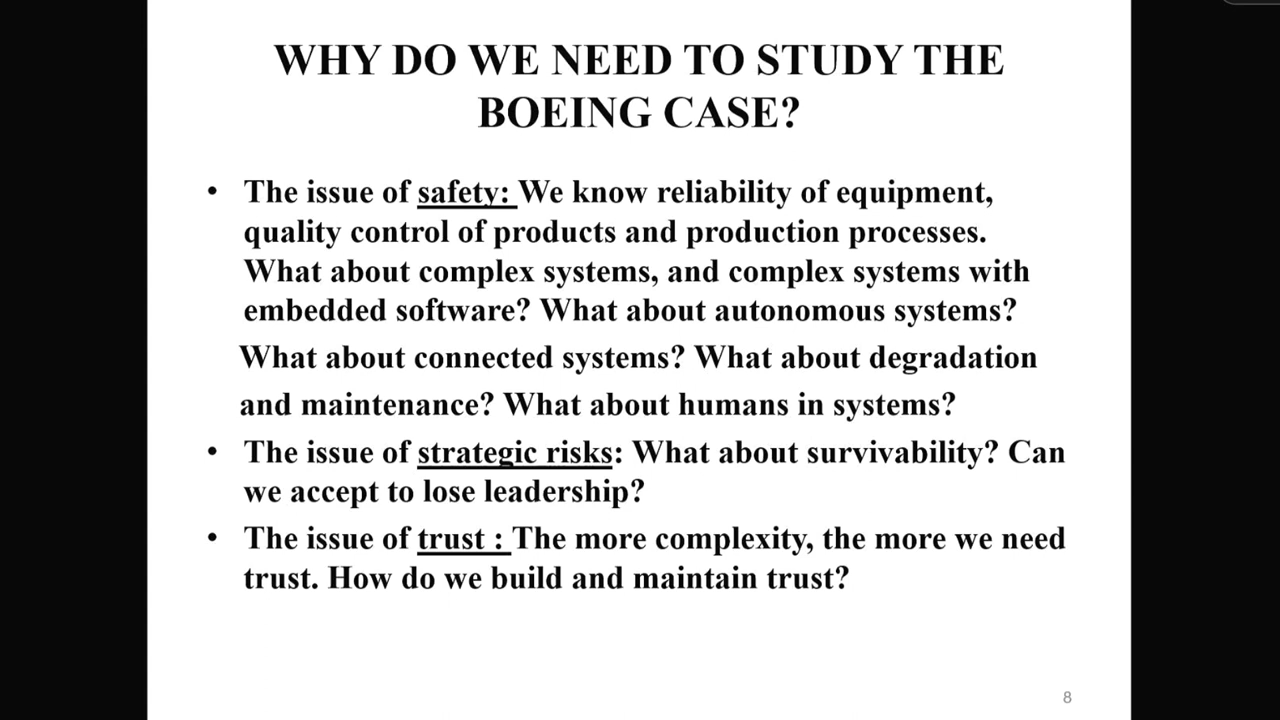 WHY DO WE NEED TO STUDY THE
BOEING CASE?
• The issue of safety: We know reliability of equipment,
quality control of products and production processes.
What about complex systems, and complex systems with
embedded software? What about autonomous systems?
What about connected systems? What about degradation
and maintenance? What about humans in systems?
• The issue of strategic risks: What about survivability? Can
we accept to lose leadership?
• The issue of trust : The more complexity, the more we need
trust. How do we build and maintain trust?
8